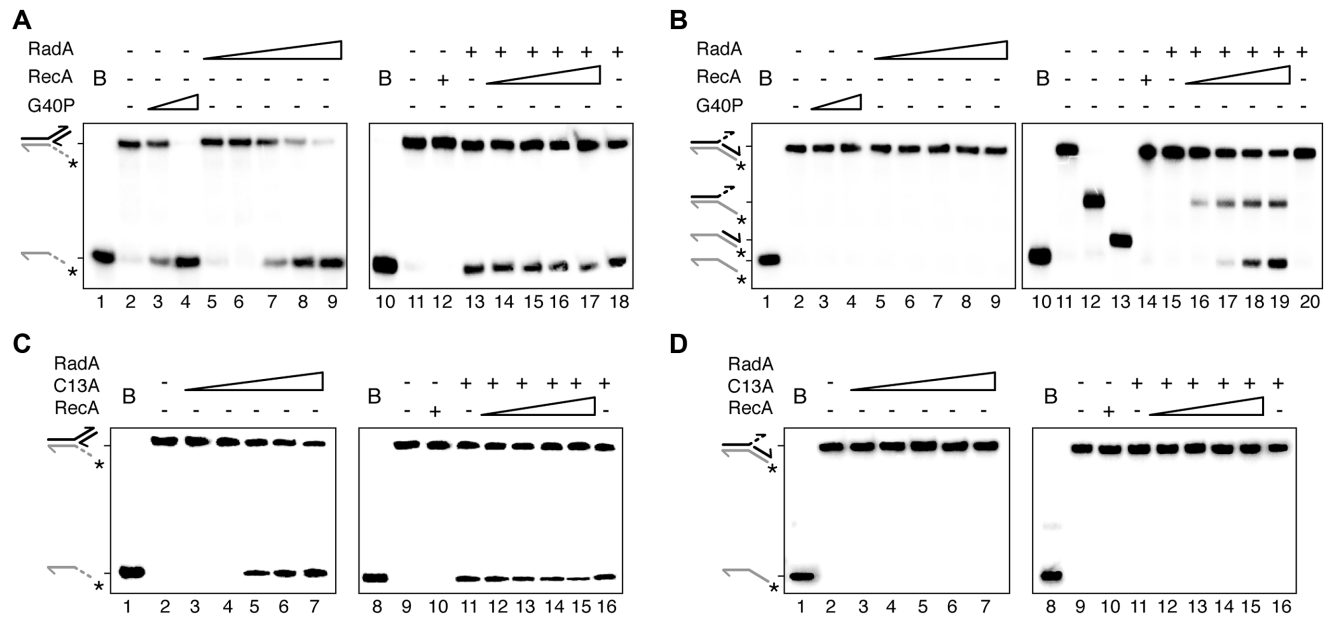 A
RadA - - - - + + + + + +
RecA B - - - - B - + - -
G40P - - - - - - - - -
*
*
1 2 3 4 5 6 7 8 9 10 11 12 13 14 15 16 17 18
B
RadA - - - - - - - + + + + + +
RecA B - - - - - - - - - B - - - + - -
G40P - - - - - - - - - - - - - - - -
*
*
*
*
1 2 3 4 5 6 7 8 9 10 11 12 13 14 15 16 17 18 19 20
C
RadA
C13A B - B - - + + + + + +
RecA - - - - - - - + - -
*
*
1 2 3 4 5 6 7 8 9 10 11 12 13 14 15 16
D
RadA
C13A B - B - - + + + + + +
RecA - - - - - - - + - -
*
*
1 2 3 4 5 6 7 8 9 10 11 12 13 14 15 16